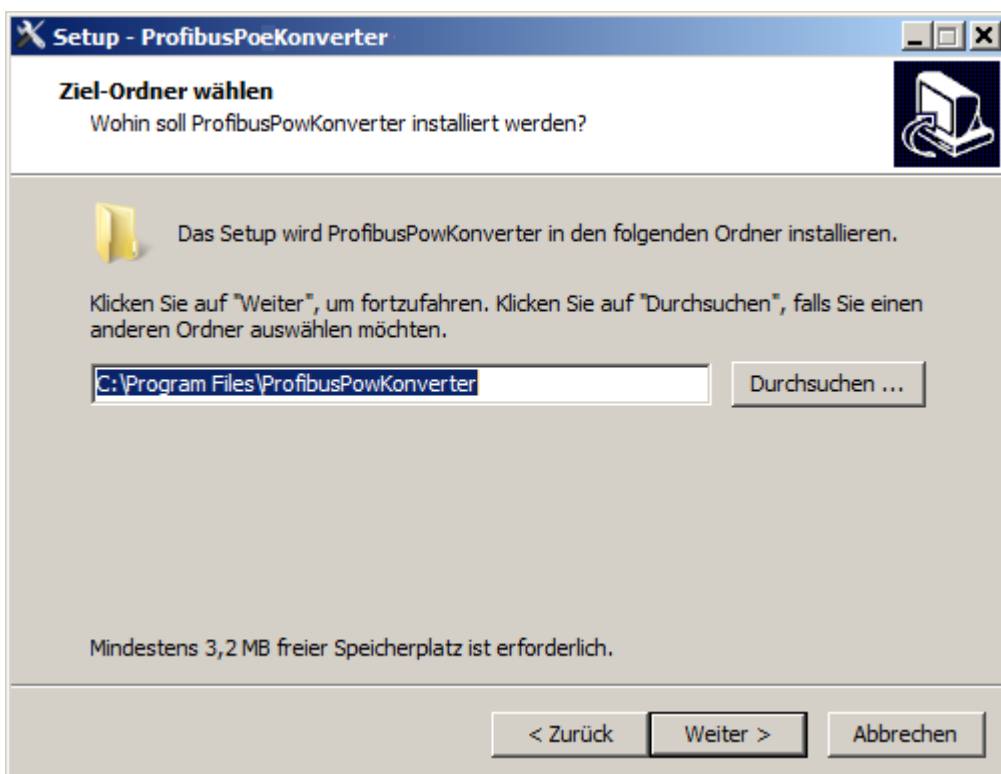 Setup - ProfibusPoeKonverter
Ziel-Ordner wählen
Wohin soll ProfibusPowKonverter installiert werden?
Das Setup wird ProfibusPowKonverter in den folgenden Ordner installieren.
Klicken Sie auf "Weiter", um fortzufahren. Klicken Sie auf "Durchsuchen", falls Sie einen
anderen Ordner auswählen möchten.
C:\Program Files\ProfibusPowKonverter
Durchsuchen ...
Mindestens 3,2 MB freier Speicherplatz ist erforderlich.
< Zurück
Weiter >
Abbrechen